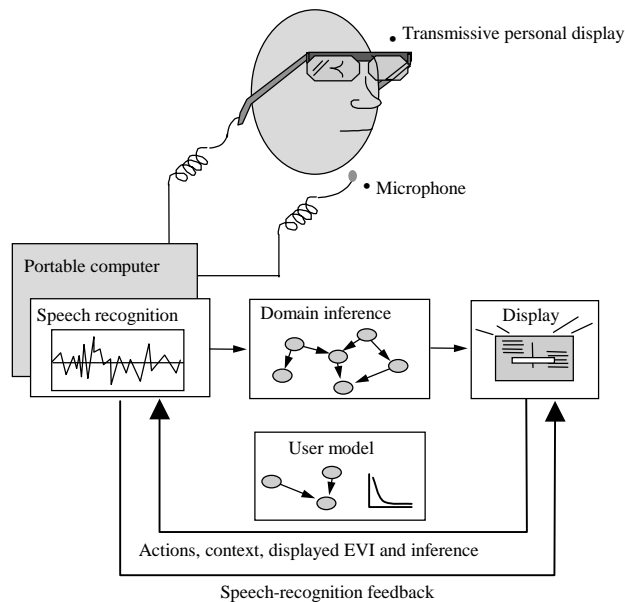 • Transmissive personal display
• Microphone
Portable computer
Speech recognition
Domain inference
Display
User model
Actions, context, displayed EVI and inference
Speech-recognition feedback